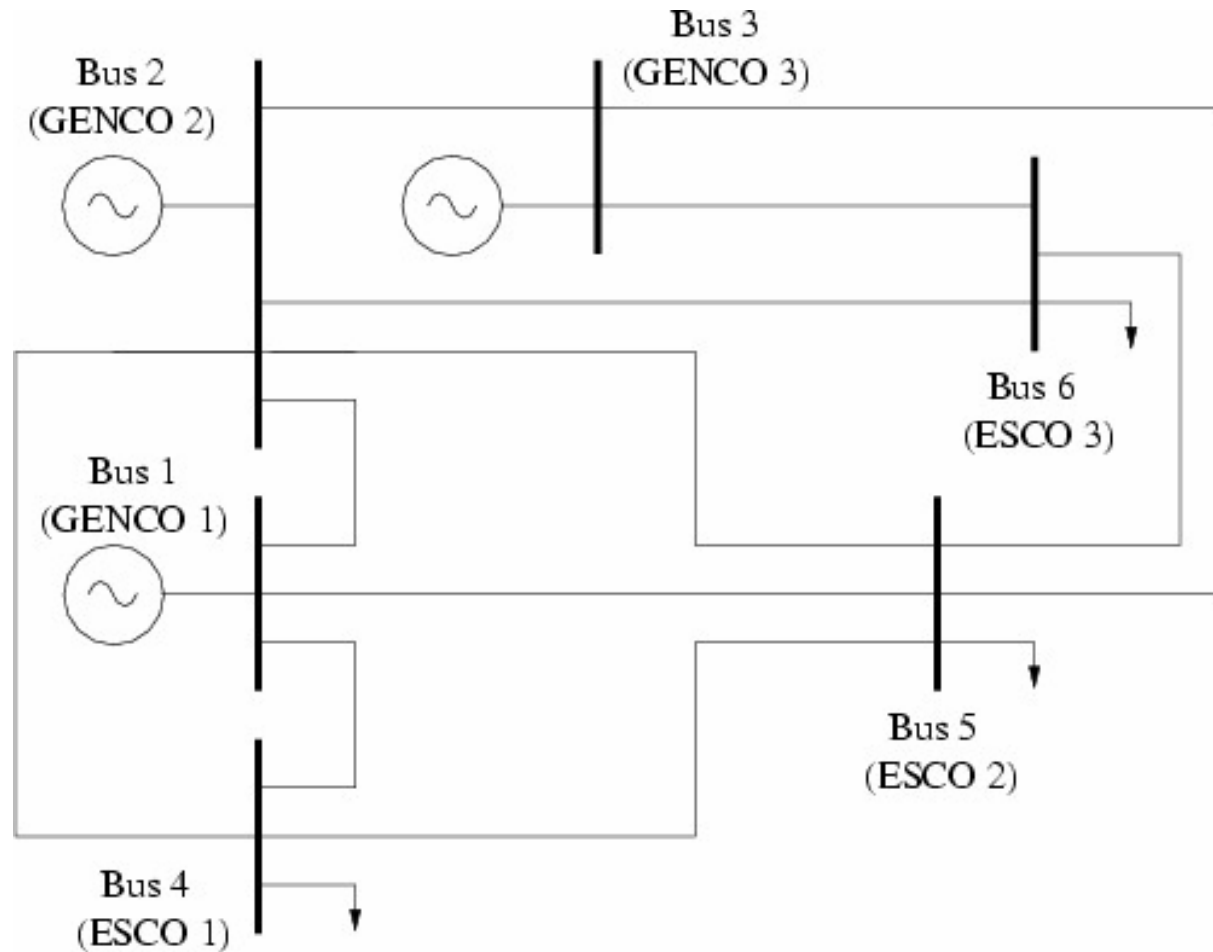 Bus 3
(GENCO 3)
Bus 2
(GENCO 2)
Bus 6
(ESCO 3)
Bus 1
(GENCO 1)
Bus 5
(ESCO 2)
Bus 4
(ESCO 1)